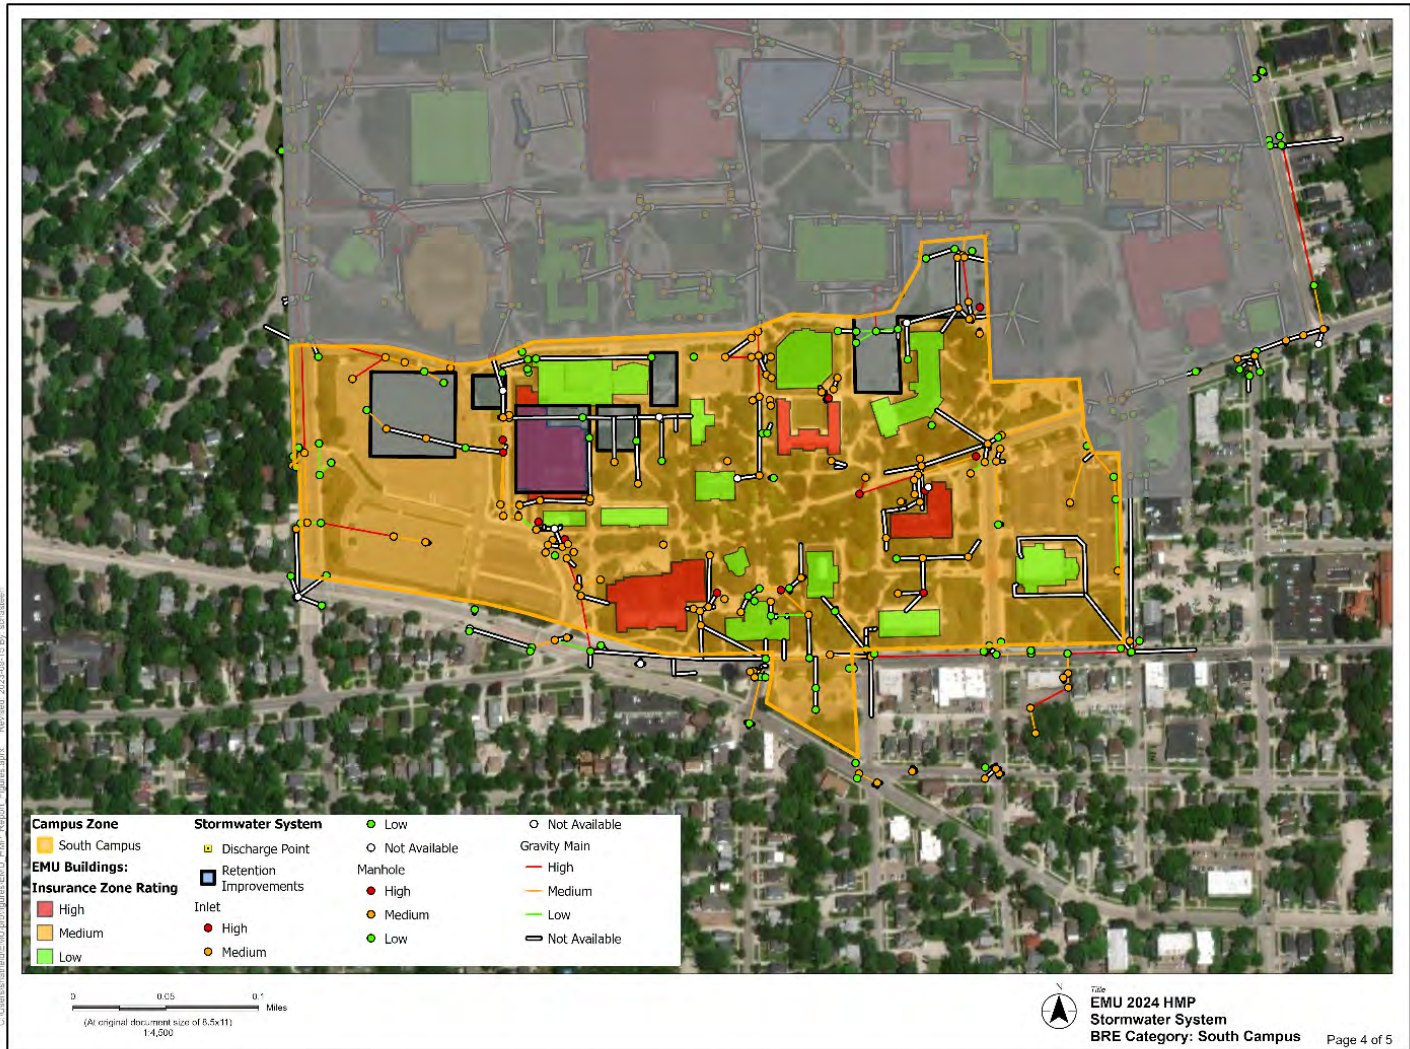 Campus Zone
South Campus
EMU Buildings:
Insurance Zone Rating
High
Medium
Low
Stormwater System
Discharge Point
Retention
Improvements
Inlet
High
Medium
Low
Not Available
Manhole
High
Medium
Low
Not Available
Gravity Main
High
Medium
Low
Not Available
0 0.05 0.1
Miles
(At original document size of 8.5x11)
1:4,500
N
Title
EMU 2024 HMP
Stormwater System
BRE Category: South Campus
Page 4 of 5